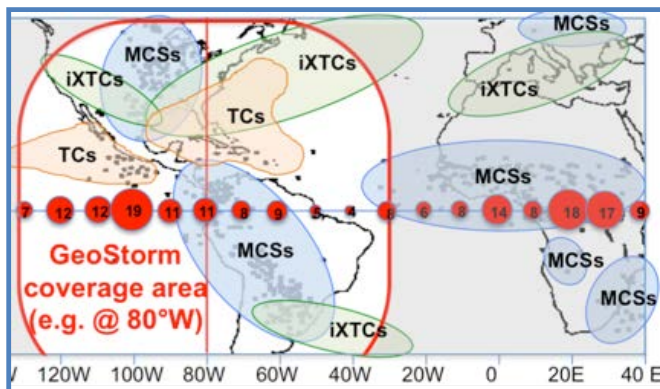 MCSs
MCSs
iXTCs
iXTCs
iXTCs
TCs
TCs
MCSs
7 12 12 19 11 11 8 9 5 4 8 6 8 14 8 18 17 9
GeoStorm
coverage area
(e.g. @ 80°W)
MCSs
MCSs
MCSs
iXTCs
W 120W 100W 80W 60W 40W 20W 0 20E 40 E